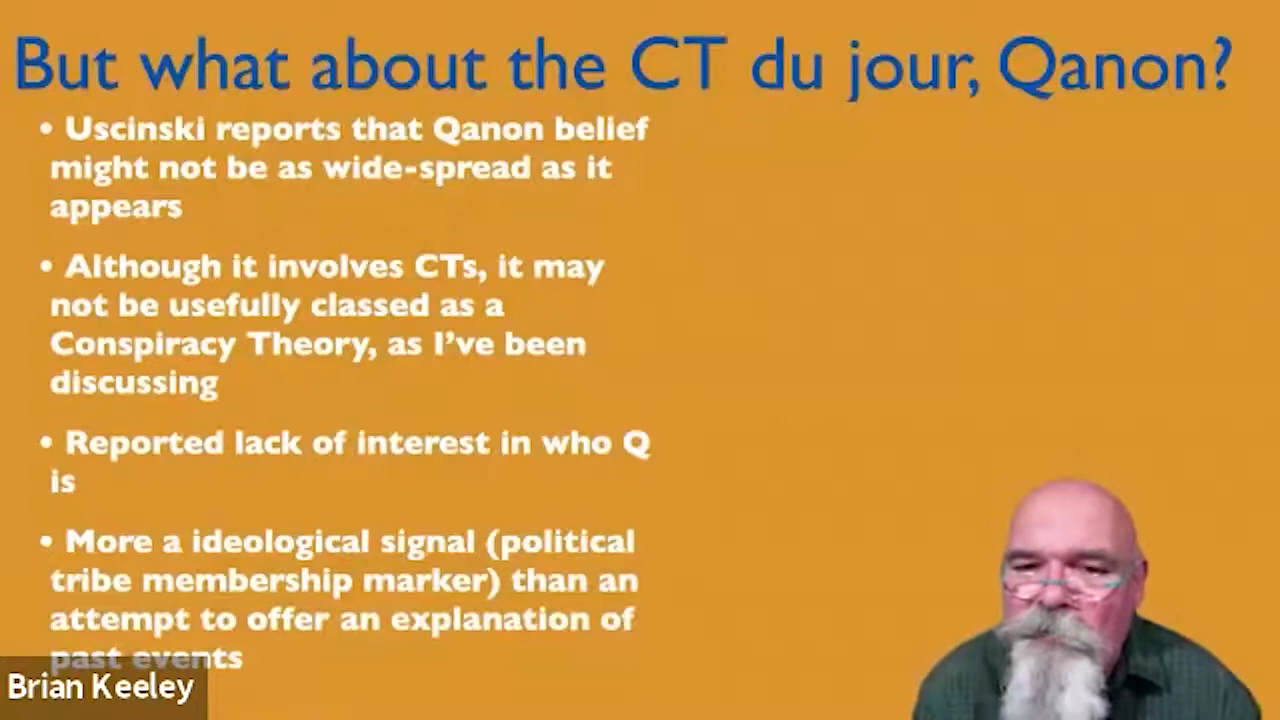 But what about the CT du jour, Qanon?
• Uscinski reports that Qanon belief
might not be as wide-spread as it
appears
• Although it involves CTs, it may
not be usefully classed as a
Conspiracy Theory, as I've been
discussing
• Reported lack of interest in who Q
is
• More a ideological signal (political
tribe membership marker) than an
attempt to offer an explanation of
past events
Brian Keeley